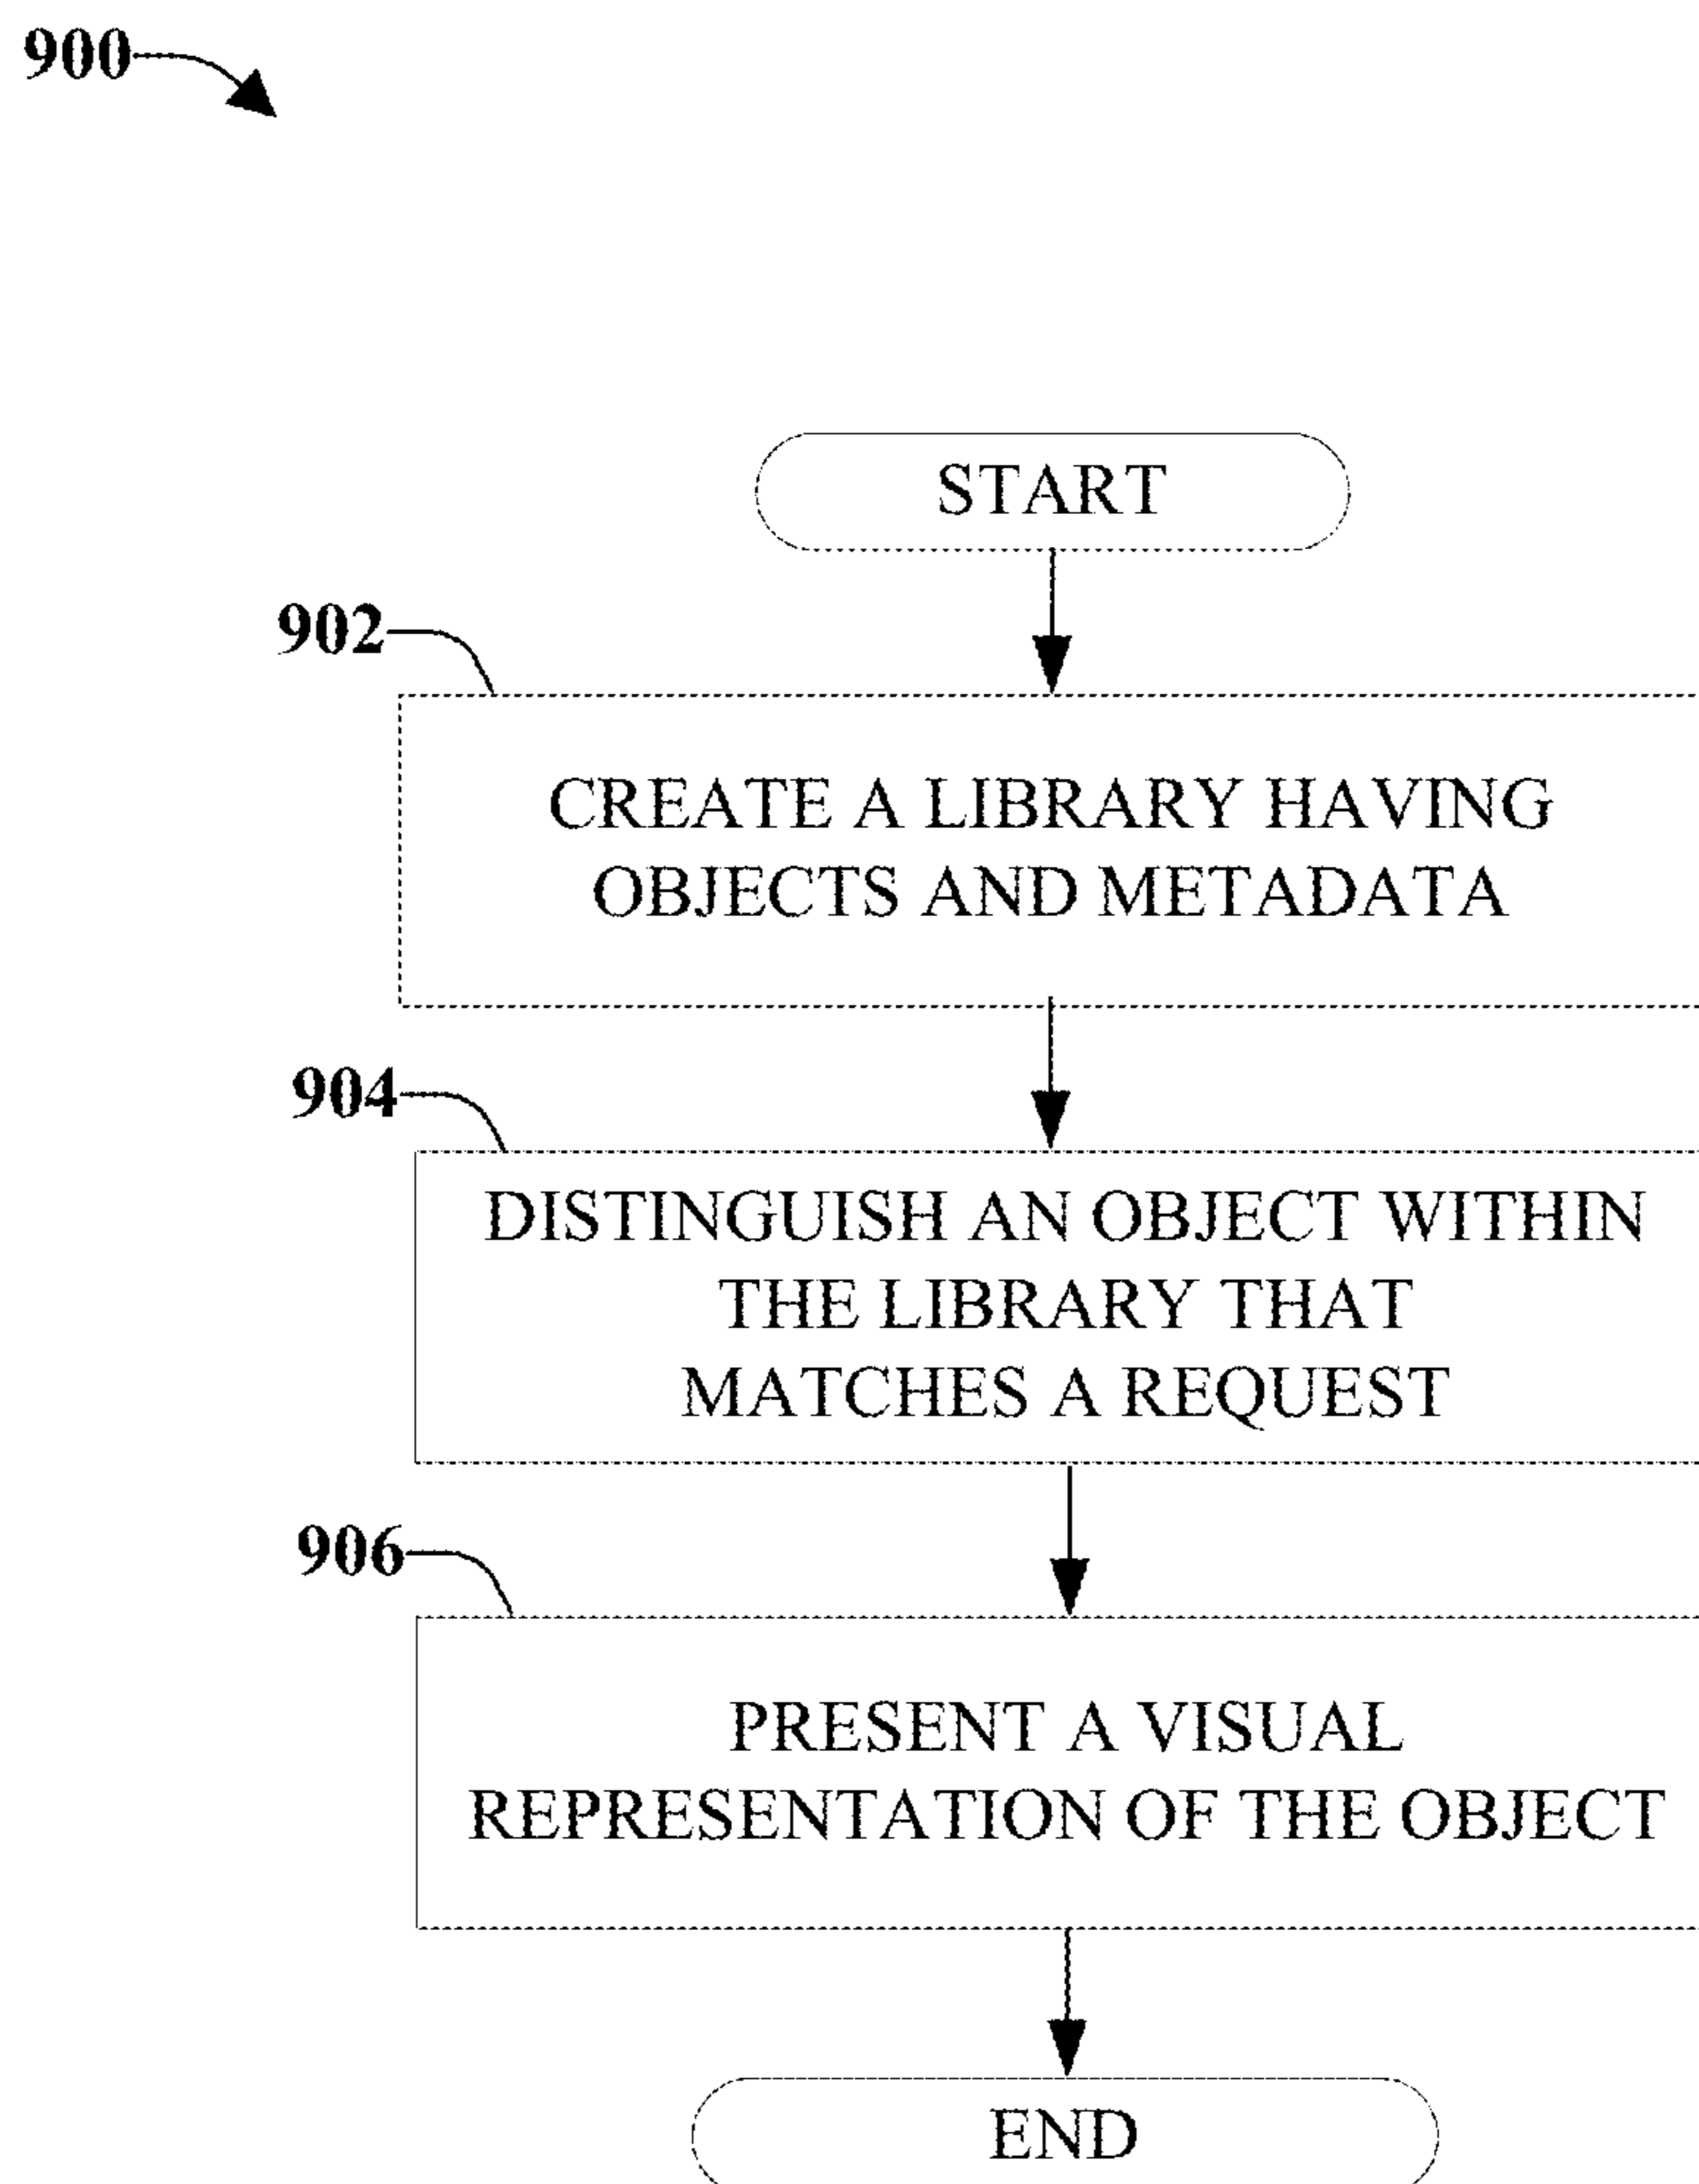 900
START
902
CREATE A LIBRARY HAVING
OBJECTS AND METADATA
904
DISTINGUISH AN OBJECT WITHIN
THE LIBRARY THAT
MATCHES A REQUEST
906
PRESENT A VISUAL
REPRESENTATION OF THE OBJECT
END